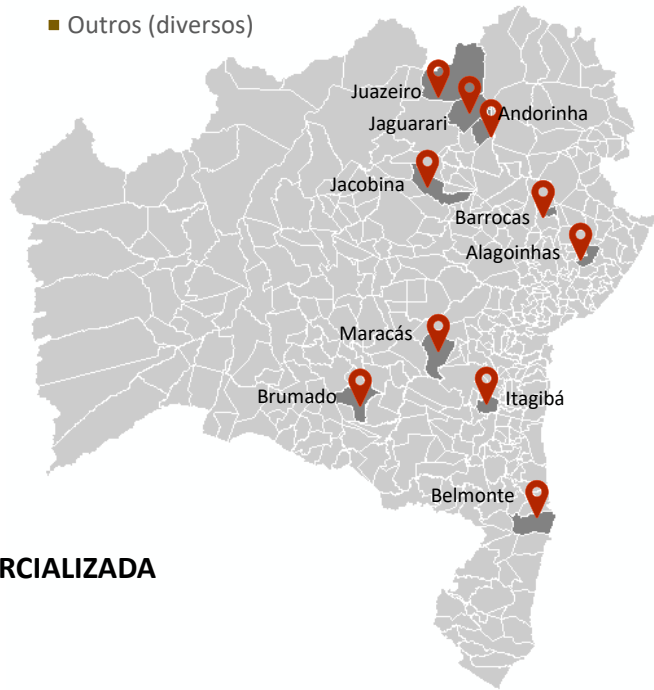 Outros (diversos)
Juazeiro
Andorinha
Jaguarari
Jacobina
Barrocas
Alagoinhas
Maracás
Brumado
Itagibá
Belmonte
RCIALIZADA